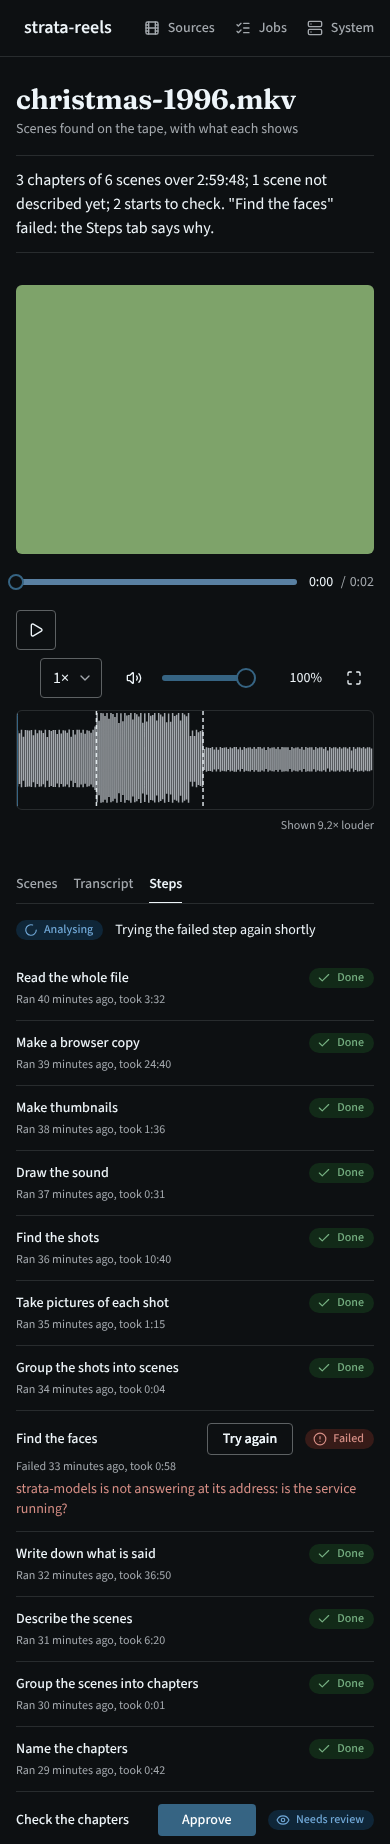 strata-reels Sources Jobs System
christmas-1996.mkv
Scenes found on the tape, with what each shows
3 chapters of 6 scenes over 2:59:48; 1 scene not
described yet; 2 starts to check. "Find the faces"
failed: the Steps tab says why.
0:00 / 0:02
1× 100%
Shown 9.2× louder
Scenes Transcript Steps
Analysing Trying the failed step again shortly
Read the whole file Done
Ran 40 minutes ago, took 3:32
Make a browser copy Done
Ran 39 minutes ago, took 24:40
Make thumbnails Done
Ran 38 minutes ago, took 1:36
Draw the sound Done
Ran 37 minutes ago, took 0:31
Find the shots Done
Ran 36 minutes ago, took 10:40
Take pictures of each shot Done
Ran 35 minutes ago, took 1:15
Group the shots into scenes Done
Ran 34 minutes ago, took 0:04
Find the faces Try again Failed
Failed 33 minutes ago, took 0:58
strata-models is not answering at its address: is the service
running?
Write down what is said Done
Ran 32 minutes ago, took 36:50
Describe the scenes Done
Ran 31 minutes ago, took 6:20
Group the scenes into chapters Done
Ran 30 minutes ago, took 0:01
Name the chapters Done
Ran 29 minutes ago, took 0:42
Check the chapters Approve Needs review